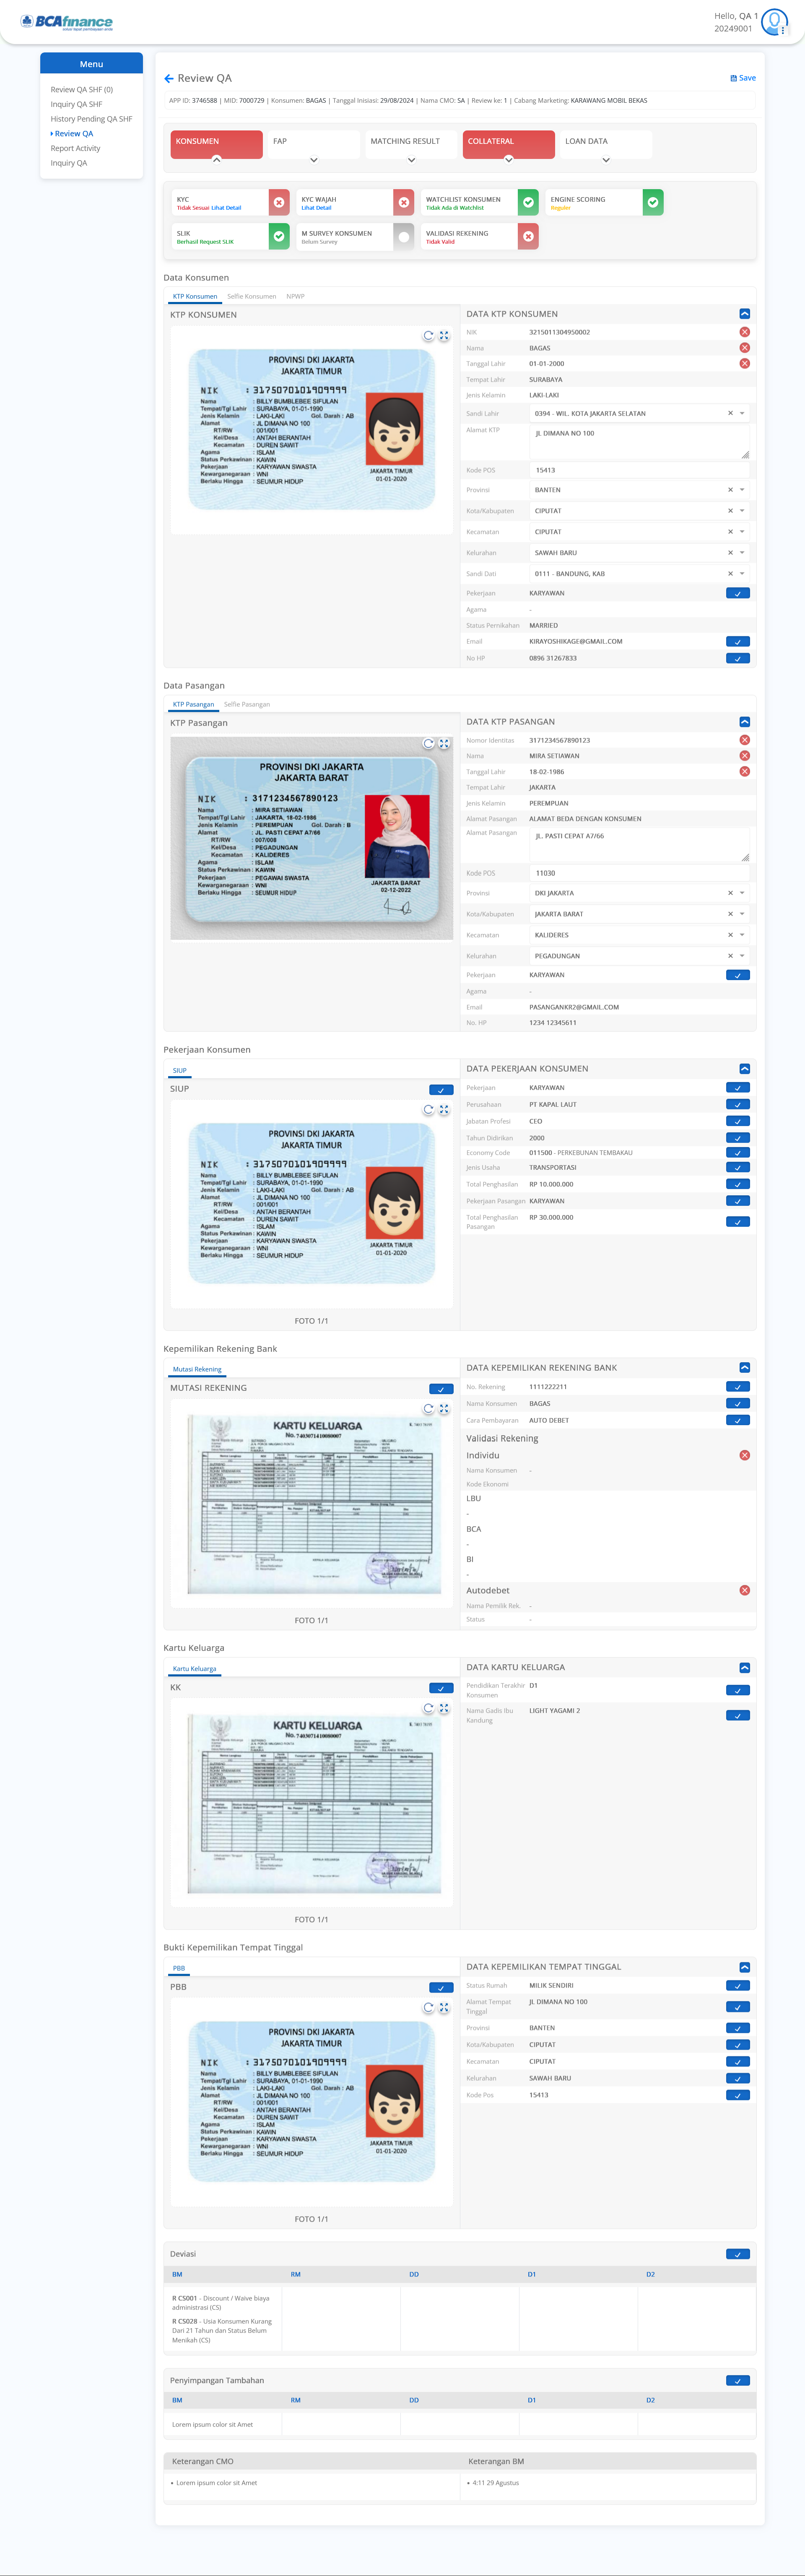 BCA finance
Hello, QA 1
20249001
Menu
Review QA SHF (0)
Inquiry QA SHF
History Pending QA SHF
Review QA
Report Activity
Inquiry QA
Review QA
Save
APP ID: 3746588 | MID: 7000729 | Konsumen: BAGAS | Tanggal Inisiasi: 29/08/2024 | Nama CMO: SA | Review ke: 1 | Cabang Marketing: KARAWANG MOBIL BEKAS
KONSUMEN
FAP
MATCHING RESULT
COLLATERAL
LOAN DATA
KYC
Tidak Sesuai Lihat Detail
KYC WAJAH
Lihat Detail
WATCHLIST KONSUMEN
Tidak Ada di Watchlist
ENGINE SCORING
Reguler
SLIK
Berhasil Request SLIK
M SURVEY KONSUMEN
Belum Survey
VALIDASI REKENING
Tidak Valid
Data Konsumen
KTP Konsumen Selfie Konsumen NPWP
KTP KONSUMEN
PROVINSI DKI JAKARTA
JAKARTA TIMUR
NIK : 3175070101909999
Nama : BILLY BUMBLEBEE SIFULAN
Tempat/Tgl Lahir : SURABAYA, 01-01-1990
Jenis Kelamin : LAKI-LAKI Gol. Darah : AB
Alamat : JL DIMANA NO 100
RT/RW : 001/001
Kel/Desa : ANTAH BERANTAH
Kecamatan : DUREN SAWIT
Agama : ISLAM
Status Perkawinan : KAWIN
Pekerjaan : KARYAWAN SWASTA
Kewarganegaraan : WNI
Berlaku Hingga : SEUMUR HIDUP
JAKARTA TIMUR
01-01-2020
DATA KTP KONSUMEN
NIK 3215011304950002
Nama BAGAS
Tanggal Lahir 01-01-2000
Tempat Lahir SURABAYA
Jenis Kelamin LAKI-LAKI
Sandi Lahir 0394 - WIL. KOTA JAKARTA SELATAN
Alamat KTP JL DIMANA NO 100
Kode POS 15413
Provinsi BANTEN
Kota/Kabupaten CIPUTAT
Kecamatan CIPUTAT
Kelurahan SAWAH BARU
Sandi Dati 0111 - BANDUNG, KAB
Pekerjaan KARYAWAN
Agama -
Status Pernikahan MARRIED
Email KIRAYOSHIKAGE@GMAIL.COM
No HP 0896 31267833
Data Pasangan
KTP Pasangan Selfie Pasangan
KTP Pasangan
PROVINSI DKI JAKARTA
JAKARTA BARAT
NIK : 3171234567890123
Nama : MIRA SETIAWAN
Tempat/Tgl Lahir : JAKARTA, 18-02-1986
Jenis Kelamin : PEREMPUAN Gol. Darah : B
Alamat : JL. PASTI CEPAT A7/66
RT/RW : 007/008
Kel/Desa : PEGADUNGAN
Kecamatan : KALIDERES
Agama : ISLAM
Status Perkawinan : KAWIN
Pekerjaan : PEGAWAI SWASTA
Kewarganegaraan : WNI
Berlaku Hingga : SEUMUR HIDUP
JAKARTA BARAT
02-12-2022
DATA KTP PASANGAN
Nomor Identitas 3171234567890123
Nama MIRA SETIAWAN
Tanggal Lahir 18-02-1986
Tempat Lahir JAKARTA
Jenis Kelamin PEREMPUAN
Alamat Pasangan ALAMAT BEDA DENGAN KONSUMEN
Alamat Pasangan JL. PASTI CEPAT A7/66
Kode POS 11030
Provinsi DKI JAKARTA
Kota/Kabupaten JAKARTA BARAT
Kecamatan KALIDERES
Kelurahan PEGADUNGAN
Pekerjaan KARYAWAN
Agama -
Email PASANGANKR2@GMAIL.COM
No. HP 1234 12345611
Pekerjaan Konsumen
SIUP
SIUP
PROVINSI DKI JAKARTA
JAKARTA TIMUR
NIK : 3175070101909999
Nama : BILLY BUMBLEBEE SIFULAN
Tempat/Tgl Lahir : SURABAYA, 01-01-1990
Jenis Kelamin : LAKI-LAKI Gol. Darah : AB
Alamat : JL DIMANA NO 100
RT/RW : 001/001
Kel/Desa : ANTAH BERANTAH
Kecamatan : DUREN SAWIT
Agama : ISLAM
Status Perkawinan : KAWIN
Pekerjaan : KARYAWAN SWASTA
Kewarganegaraan : WNI
Berlaku Hingga : SEUMUR HIDUP
JAKARTA TIMUR
01-01-2020
FOTO 1/1
DATA PEKERJAAN KONSUMEN
Pekerjaan KARYAWAN
Perusahaan PT KAPAL LAUT
Jabatan Profesi CEO
Tahun Didirikan 2000
Economy Code 011500 - PERKEBUNAN TEMBAKAU
Jenis Usaha TRANSPORTASI
Total Penghasilan RP 10.000.000
Pekerjaan Pasangan KARYAWAN
Total Penghasilan RP 30.000.000
Pasangan
Kepemilikan Rekening Bank
Mutasi Rekening
MUTASI REKENING
KARTU KELUARGA
No. 7403071410080007
FOTO 1/1
DATA KEPEMILIKAN REKENING BANK
No. Rekening 1111222211
Nama Konsumen BAGAS
Cara Pembayaran AUTO DEBET
Validasi Rekening
Individu
Nama Konsumen -
Kode Ekonomi
LBU
-
BCA
-
BI
-
Autodebet
Nama Pemilik Rek. -
Status -
Kartu Keluarga
Kartu Keluarga
KK
KARTU KELUARGA
No. 7403071410080007
FOTO 1/1
DATA KARTU KELUARGA
Pendidikan Terakhir D1
Konsumen
Nama Gadis Ibu LIGHT YAGAMI 2
Kandung
Bukti Kepemilikan Tempat Tinggal
PBB
PBB
PROVINSI DKI JAKARTA
JAKARTA TIMUR
NIK : 3175070101909999
Nama : BILLY BUMBLEBEE SIFULAN
Tempat/Tgl Lahir : SURABAYA, 01-01-1990
Jenis Kelamin : LAKI-LAKI Gol. Darah : AB
Alamat : JL DIMANA NO 100
RT/RW : 001/001
Kel/Desa : ANTAH BERANTAH
Kecamatan : DUREN SAWIT
Agama : ISLAM
Status Perkawinan : KAWIN
Pekerjaan : KARYAWAN SWASTA
Kewarganegaraan : WNI
Berlaku Hingga : SEUMUR HIDUP
JAKARTA TIMUR
01-01-2020
FOTO 1/1
DATA KEPEMILIKAN TEMPAT TINGGAL
Status Rumah MILIK SENDIRI
Alamat Tempat JL DIMANA NO 100
Tinggal
Provinsi BANTEN
Kota/Kabupaten CIPUTAT
Kecamatan CIPUTAT
Kelurahan SAWAH BARU
Kode Pos 15413
Deviasi
BM RM DD D1 D2
R CS001 - Discount / Waive biaya
administrasi (CS)
R CS028 - Usia Konsumen Kurang
Dari 21 Tahun dan Status Belum
Menikah (CS)
Penyimpangan Tambahan
BM RM DD D1 D2
Lorem ipsum color sit Amet
Keterangan CMO Keterangan BM
• Lorem ipsum color sit Amet
• 4:11 29 Agustus